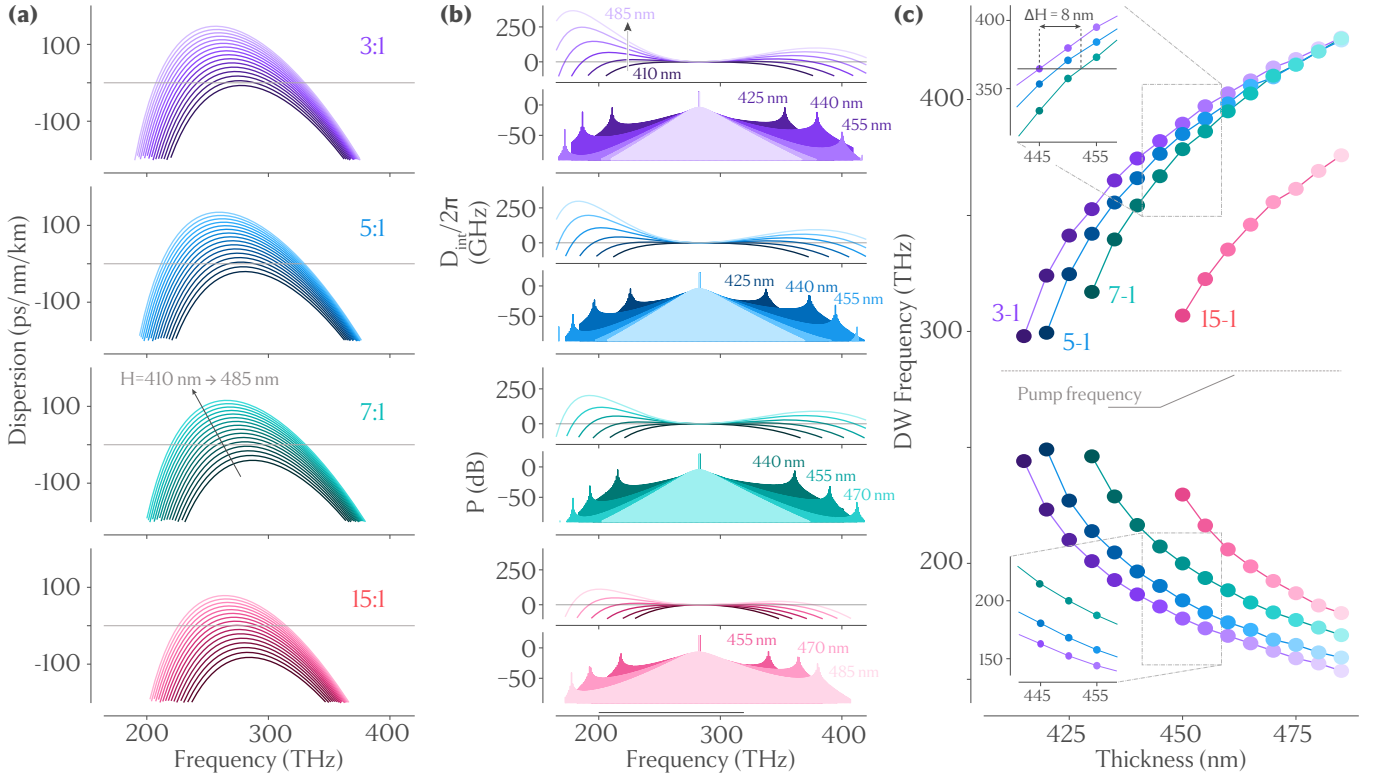 (a)
100
3:1
-100
100
5:1
-100
H=410 nm → 485 nm
100
7:1
-100
100
15:1
-100
200
300
400
Frequency (THz)
Dispersion (ps/nm/km)
(b)
485 nm
250
0
410 nm
0
425 nm
440 nm
455 nm
−50
250
0
0
425 nm
440 nm
455 nm
−50
250
0
0
440 nm
455 nm
470 nm
−50
250
0
0
455 nm
470 nm
485 nm
−50
200
300
400
Frequency (THz)
D_int/2π
(GHz)
P (dB)
(c)
400
ΔH = 8 nm
350
445
455
400
3-1
5-1
7-1
15-1
300
Pump frequency
200
200
150
445
455
425
450
475
Thickness (nm)
DW Frequency (THz)